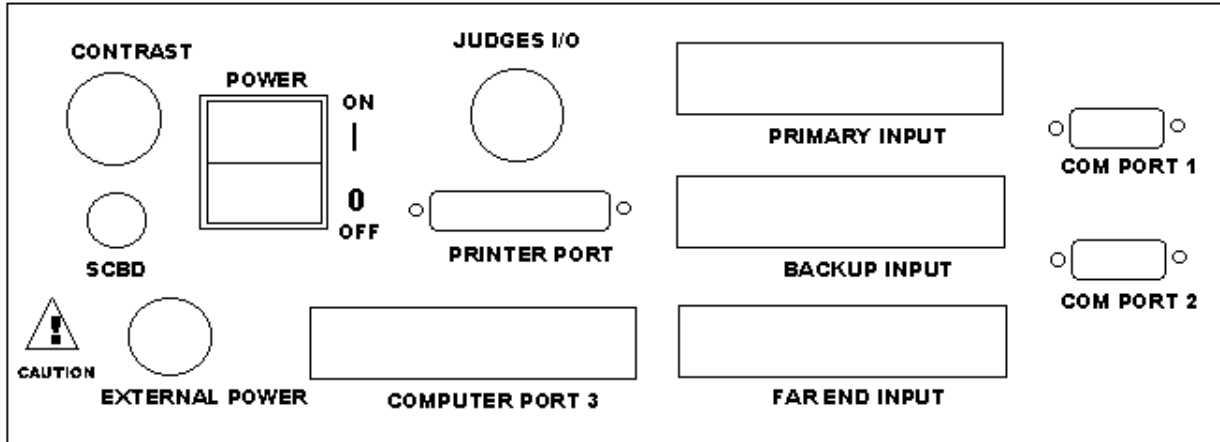 CONTRAST
POWER
ON
|
0
OFF
SCBD
JUDGES I/O
PRINTER PORT
PRIMARY INPUT
BACKUP INPUT
COM PORT 1
COM PORT 2
!
CAUTION
EXTERNAL POWER
COMPUTER PORT 3
FAR END INPUT